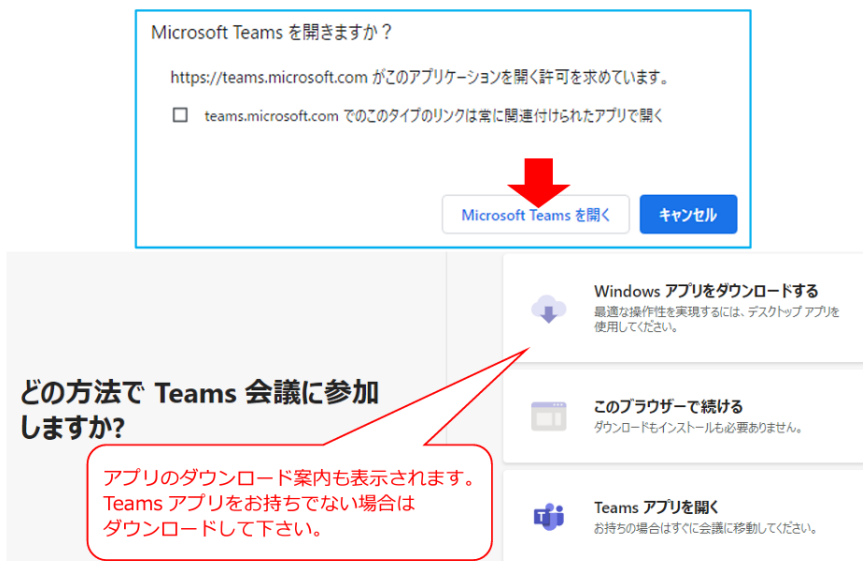 Microsoft Teams を開きますか？
https://teams.microsoft.com がこのアプリケーションを開く許可を求めています。
teams.microsoft.com でのこのタイプのリンクは常に関連付けられたアプリで開く
Microsoft Teams を開く
キャンセル
どの方法で Teams 会議に参加
しますか?
Windows アプリをダウンロードする
最適な操作性を実現するには、デスクトップ アプリを
使用してください。
このブラウザーで続ける
ダウンロードもインストールも必要ありません。
Teams アプリを開く
お持ちの場合はすぐに会議に移動してください。
アプリのダウンロード案内も表示されます。
Teams アプリをお持ちでない場合は
ダウンロードして下さい。